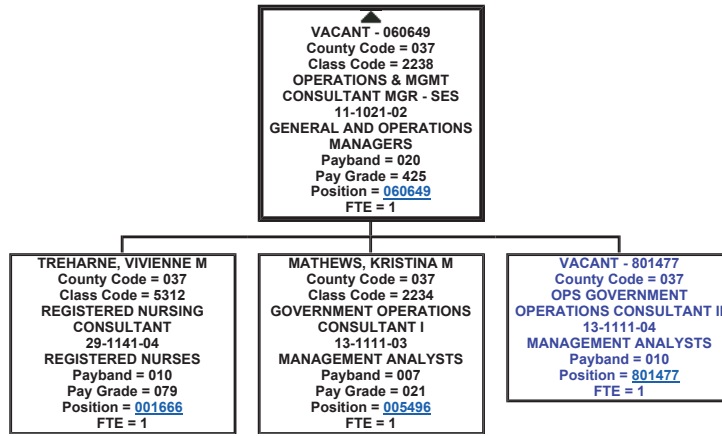 VACANT - 060649
County Code = 037
Class Code = 2238
OPERATIONS & MGMT
CONSULTANT MGR - SES
11-1021-02
GENERAL AND OPERATIONS
MANAGERS
Payband = 020
Pay Grade = 425
Position = 060649
FTE = 1
TREHARNE, VIVIENNE M
County Code = 037
Class Code = 5312
REGISTERED NURSING
CONSULTANT
29-1141-04
REGISTERED NURSES
Payband = 010
Pay Grade = 079
Position = 001666
FTE = 1
MATHEWS, KRISTINA M
County Code = 037
Class Code = 2234
GOVERNMENT OPERATIONS
CONSULTANT I
13-1111-03
MANAGEMENT ANALYSTS
Payband = 007
Pay Grade = 021
Position = 005496
FTE = 1
VACANT - 801477
County Code = 037
OPS GOVERNMENT
OPERATIONS CONSULTANT II
13-1111-04
MANAGEMENT ANALYSTS
Payband = 010
Position = 801477
FTE = 1